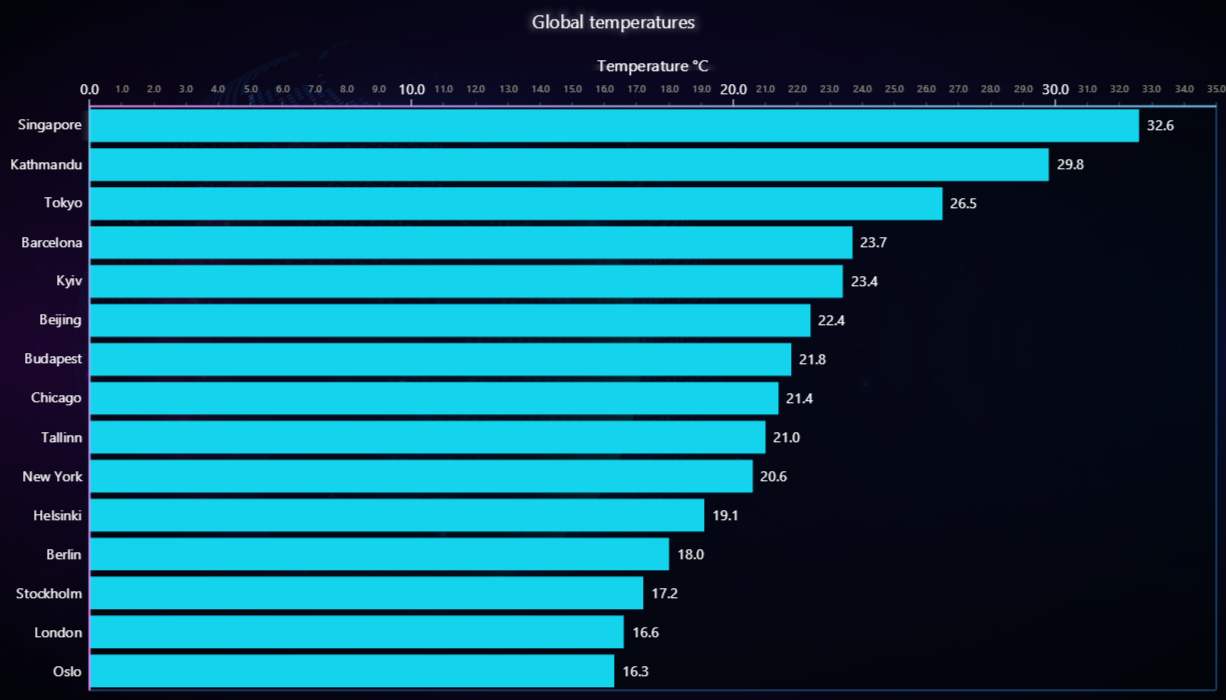 Global temperatures
Temperature °C
0.0 1.0 2.0 3.0 4.0 5.0 6.0 7.0 8.0 10.0 11.0 12.0 13.0 14.0 15.0 16.0 17.0 18.0 19.0 20.0 21.0 22.0 23.0 24.0 25.0 26.0 27.0 28.0 29.0 30.0 31.0 32.0 33.0 34.0 35.0
Singapore 32.6
Kathmandu 29.8
Tokyo 26.5
Barcelona 23.7
Kyiv 23.4
Beijing 22.4
Budapest 21.8
Chicago 21.4
Tallinn 21.0
New York 20.6
Helsinki 19.1
Berlin 18.0
Stockholm 17.2
London 16.6
Oslo 16.3